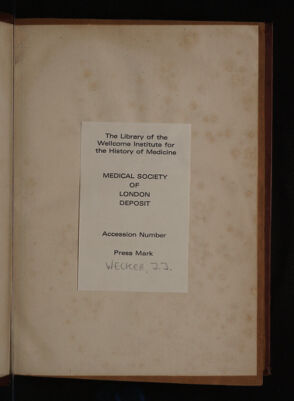 The Library of the
Wellcome Institute for
the History of Medicine
MEDICAL SOCIETY
OF
LONDON
DEPOSIT
Accession Number
Press Mark
WECKER, J.J.